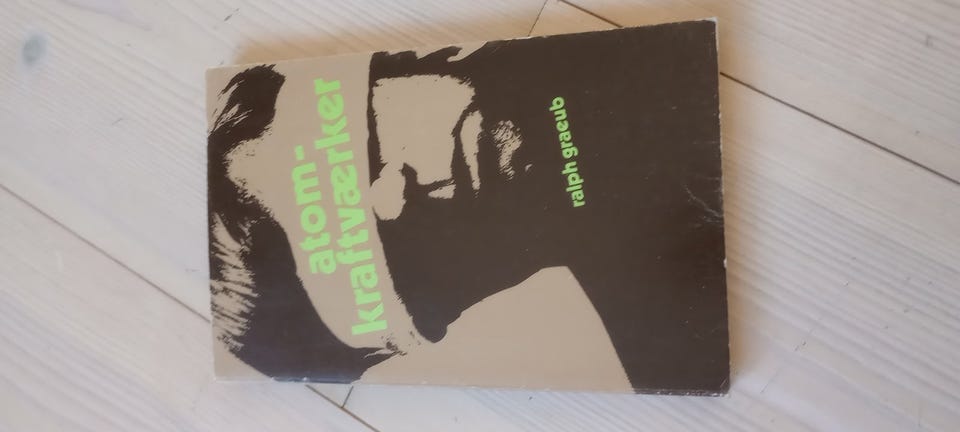 atom-
kraftværker
ralph graeub